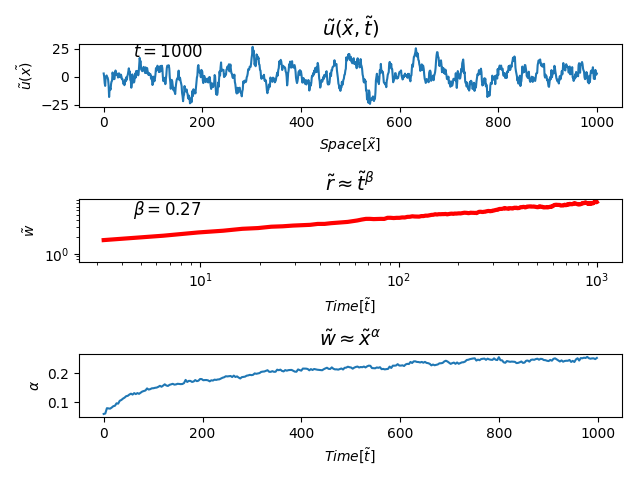 ũ(x̃, t̃)
t = 1000
ũ(x)
25
0
−25
0 200 400 600 800 1000
Space[x̃]
r̃ ≈ t̃^β
β = 0.27
w̃
10^0
10^1 10^2 10^3
Time[t̃]
w̃ ≈ x̃^α
α
0.2
0.1
0 200 400 600 800 1000
Time[t̃]